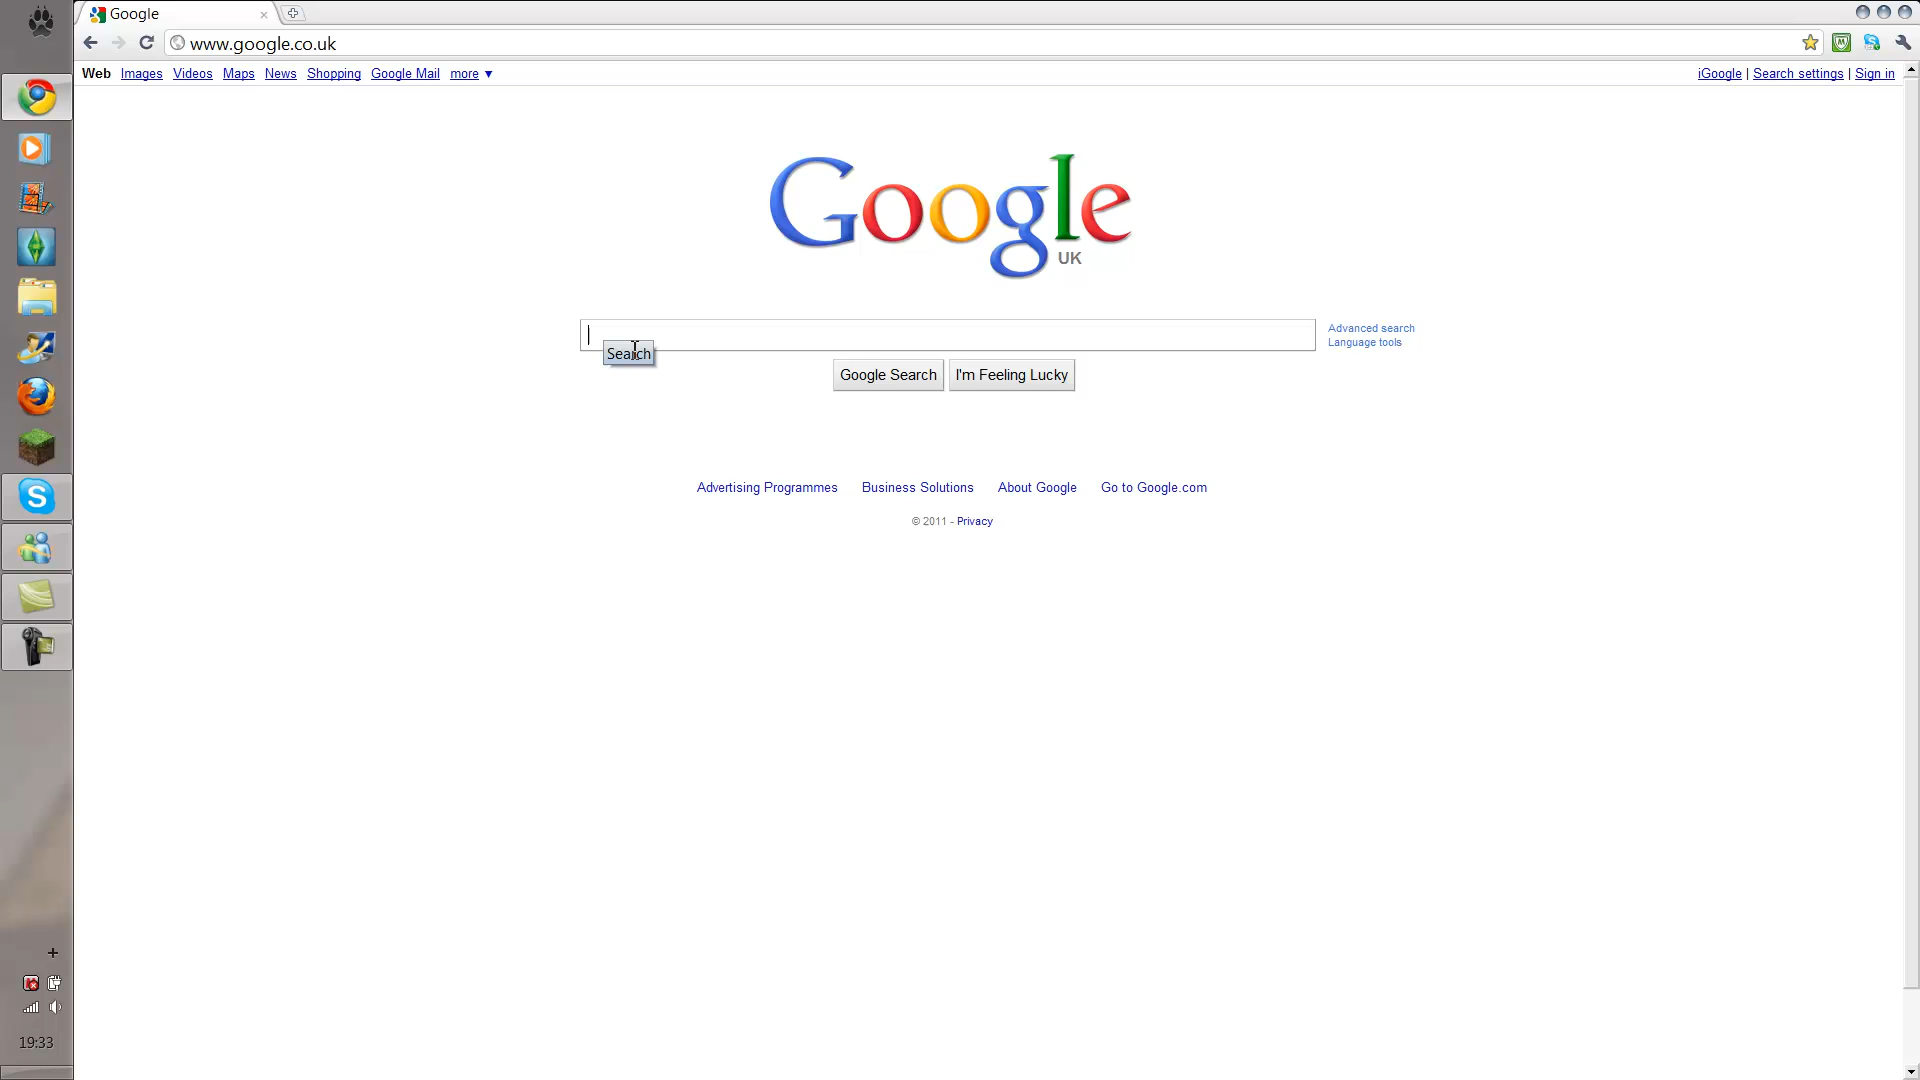 Google
www.google.co.uk
Web Images Videos Maps News Shopping Google Mail more ▼
iGoogle | Search settings | Sign in
Google
UK
Search
Advanced search
Language tools
Google Search I'm Feeling Lucky
Advertising Programmes Business Solutions About Google Go to Google.com
© 2011 - Privacy
S
19:33